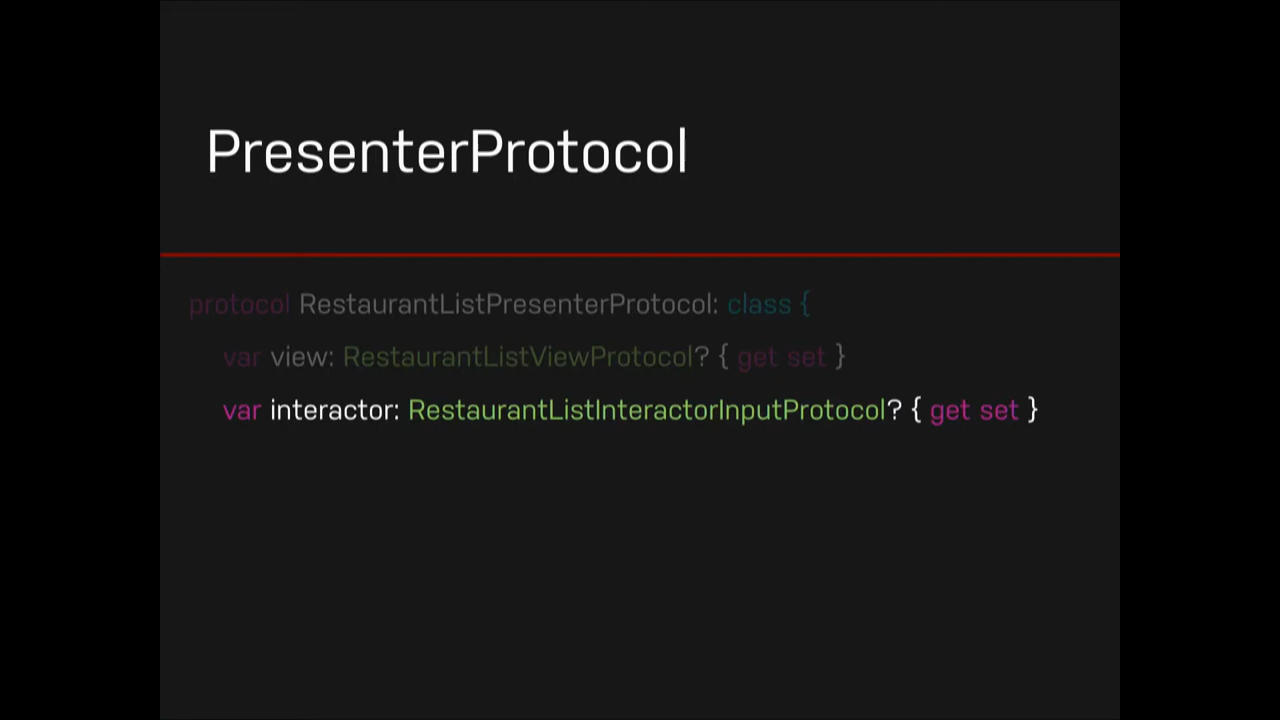 PresenterProtocol
protocol RestaurantListPresenterProtocol: class {
var view: RestaurantListViewProtocol? { get set }
var interactor: RestaurantListInteractorInputProtocol? { get set }